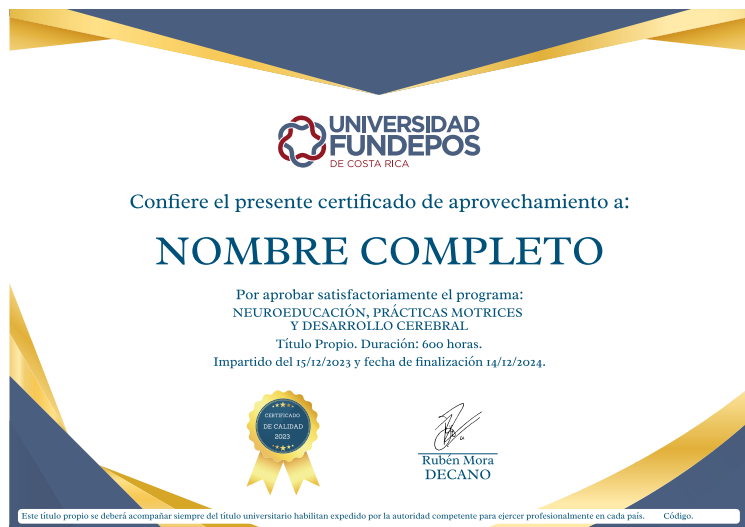 UNIVERSIDAD
FUNDEPOS
DE COSTA RICA
Confiere el presente certificado de aprovechamiento a:
NOMBRE COMPLETO
Por aprobar satisfactoriamente el programa:
NEUROEDUCACIÓN, PRÁCTICAS MOTRICES
Y DESARROLLO CEREBRAL
Título Propio. Duración: 600 horas.
Impartido del 15/12/2023 y fecha de finalización 14/12/2024.
CERTIFICADO
DE CALIDAD
2023
Rubén Mora
DECANO
Este título propio se deberá acompañar siempre del título universitario habilitan expedido por la autoridad competente para ejercer profesionalmente en cada país. Código.